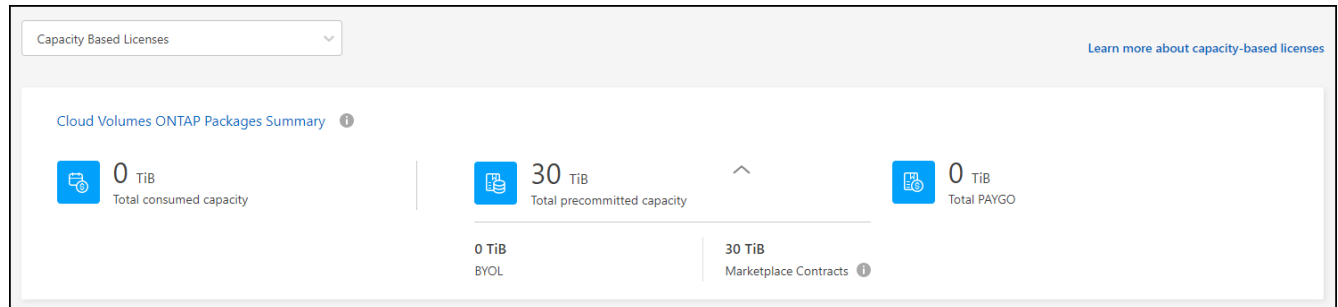 Capacity Based Licenses
Learn more about capacity-based licenses
Cloud Volumes ONTAP Packages Summary
0 TiB
Total consumed capacity
30 TiB
Total precommitted capacity
0 TiB
BYOL
30 TiB
Marketplace Contracts
0 TiB
Total PAYGO